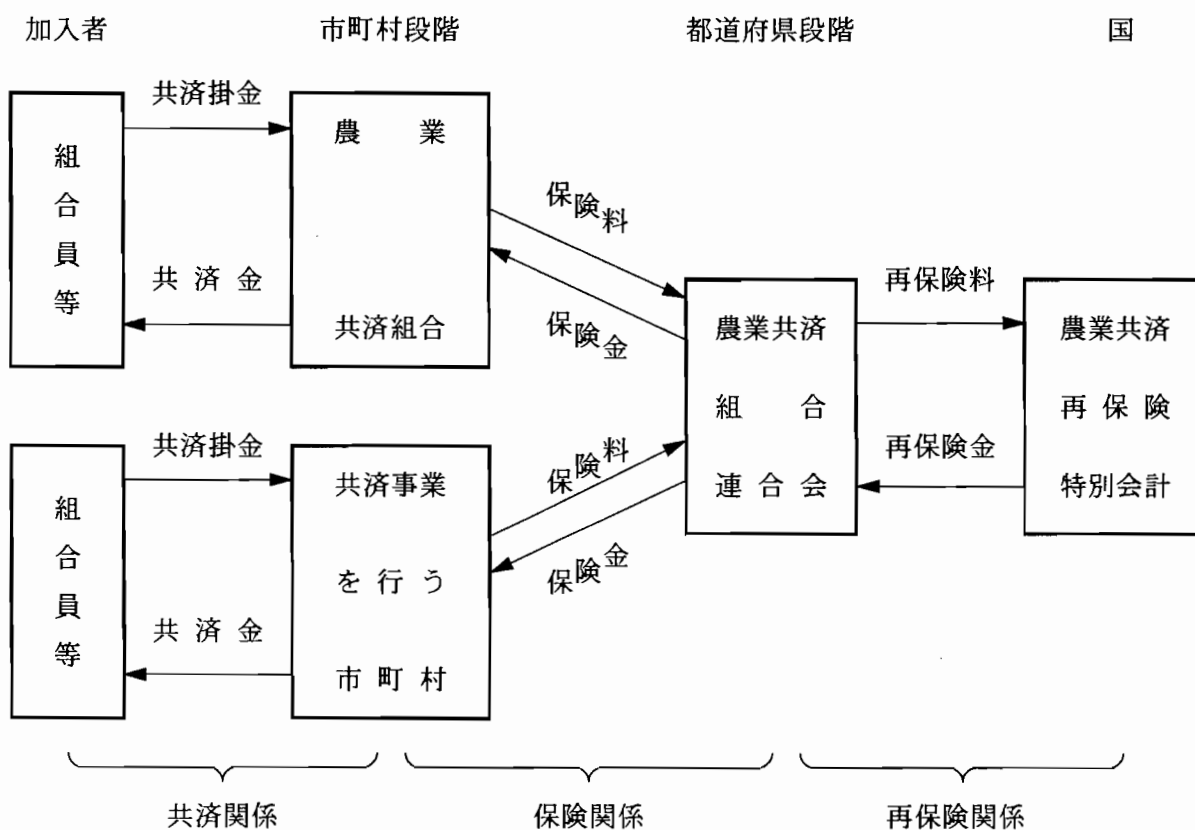 加入者
市町村段階
都道府県段階
国
共済掛金
組合員等
共済金
農業
共済組合
保険料
保険金
共済掛金
組合員等
共済金
共済事業
を行う
市町村
保険料
保険金
農業共済
組合
連合会
再保険料
再保険金
農業共済
再保険
特別会計
共済関係
保険関係
再保険関係